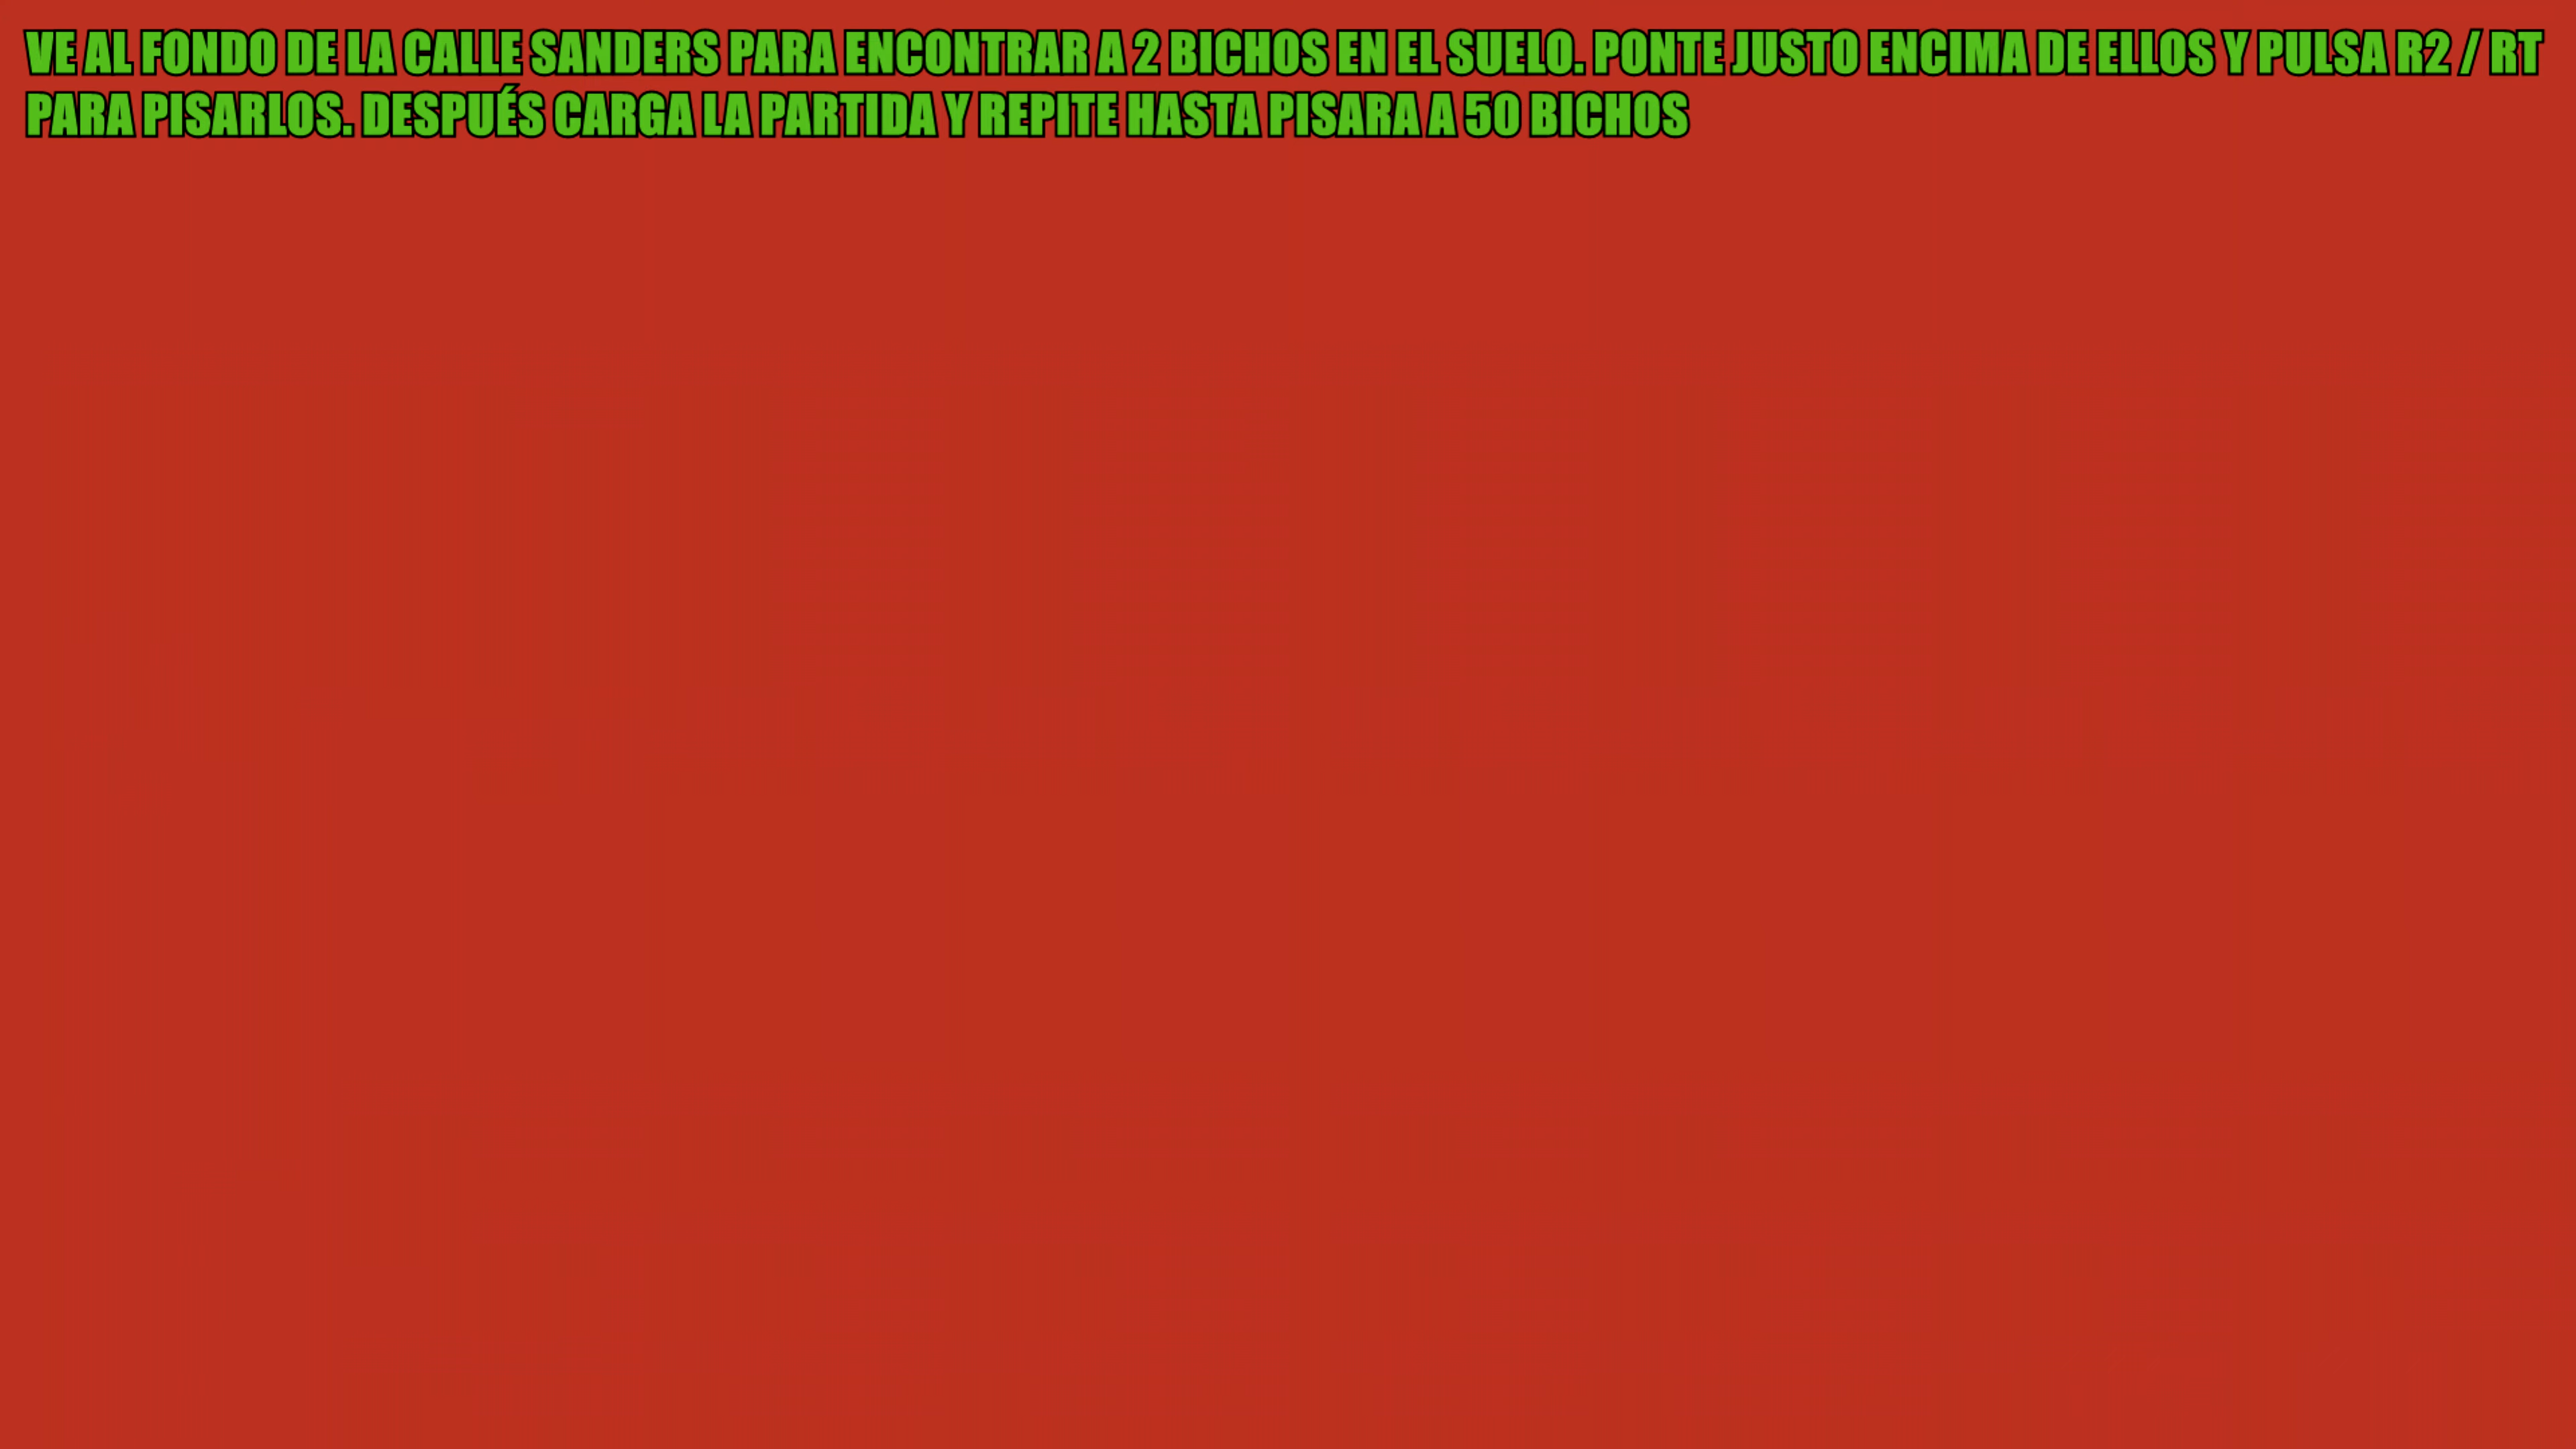 VE AL FONDO DE LA CALLE SANDERS PARA ENCONTRAR A 2 BICHOS EN EL SUELO. PONTE JUSTO ENCIMA DE ELLOS Y PULSA R2 / RT
PARA PISARLOS. DESPUÉS CARGA LA PARTIDA Y REPITE HASTA PISARA A 50 BICHOS